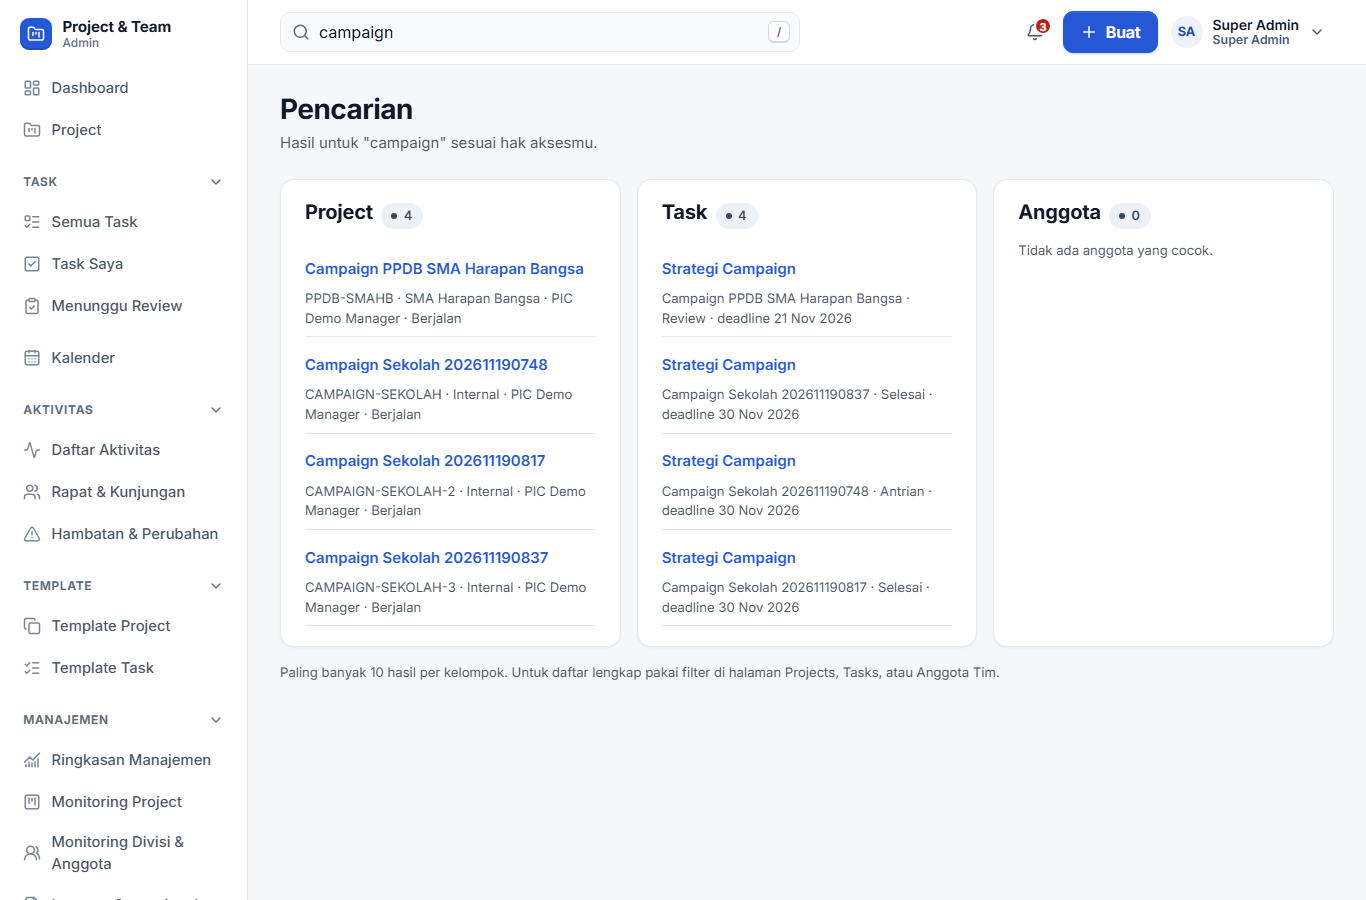 Project & Team
Admin
Dashboard
Project
TASK
Semua Task
Task Saya
Menunggu Review
Kalender
AKTIVITAS
Daftar Aktivitas
Rapat & Kunjungan
Hambatan & Perubahan
TEMPLATE
Template Project
Template Task
MANAJEMEN
Ringkasan Manajemen
Monitoring Project
Monitoring Divisi &
Anggota
campaign
/
3
+ Buat
SA
Super Admin
Super Admin
Pencarian
Hasil untuk "campaign" sesuai hak aksesmu.
Project • 4
Campaign PPDB SMA Harapan Bangsa
PPDB-SMAHB · SMA Harapan Bangsa · PIC
Demo Manager · Berjalan
Campaign Sekolah 202611190748
CAMPAIGN-SEKOLAH · Internal · PIC Demo
Manager · Berjalan
Campaign Sekolah 202611190817
CAMPAIGN-SEKOLAH-2 · Internal · PIC Demo
Manager · Berjalan
Campaign Sekolah 202611190837
CAMPAIGN-SEKOLAH-3 · Internal · PIC Demo
Manager · Berjalan
Task • 4
Strategi Campaign
Campaign PPDB SMA Harapan Bangsa ·
Review · deadline 21 Nov 2026
Strategi Campaign
Campaign Sekolah 202611190837 · Selesai ·
deadline 30 Nov 2026
Strategi Campaign
Campaign Sekolah 202611190748 · Antrian ·
deadline 30 Nov 2026
Strategi Campaign
Campaign Sekolah 202611190817 · Selesai ·
deadline 30 Nov 2026
Anggota • 0
Tidak ada anggota yang cocok.
Paling banyak 10 hasil per kelompok. Untuk daftar lengkap pakai filter di halaman Projects, Tasks, atau Anggota Tim.